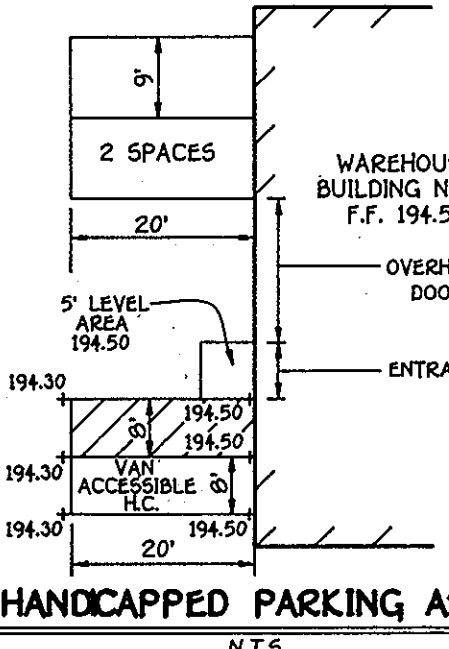 9'
2 SPACES
20'
WAREHOU
BUILDING N
F.F. 194.5
OVERH
DOO
5' LEVEL
AREA
194.50
ENTRA
194.30
194.50
8'
194.50
194.30
VAN
ACCESSIBLE
H.C.
8'
194.30
194.50
20'
HANDICAPPED PARKING AS
N.T.S.